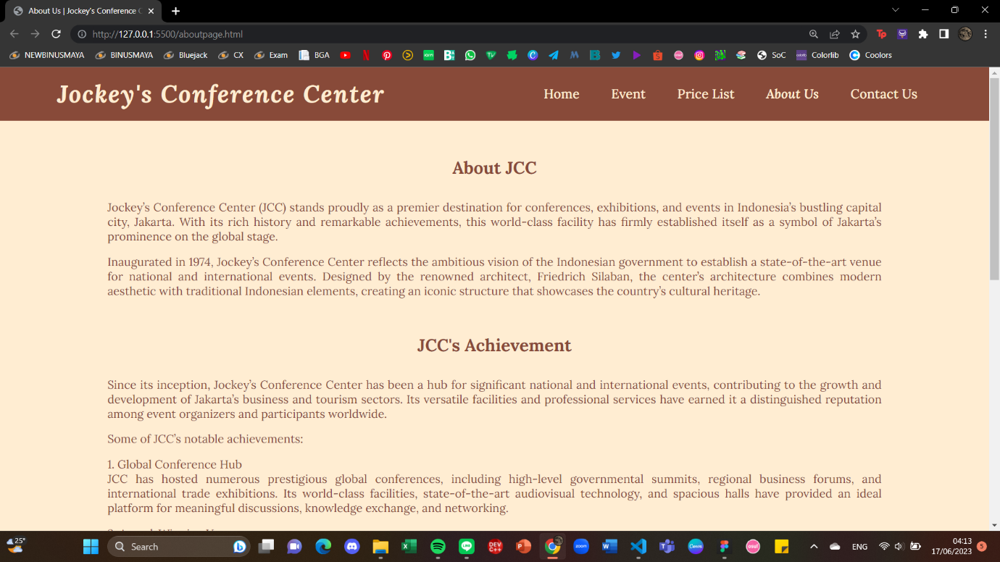 About Us | Jockey's Conference C
http://127.0.0.1:5500/aboutpage.html
NEWBINUSMAYA BINUSMAYA Bluejack CX Exam BGA SoC Colorlib Coolors
Jockey's Conference Center
Home Event Price List About Us Contact Us
About JCC
Jockey’s Conference Center (JCC) stands proudly as a premier destination for conferences, exhibitions, and events in Indonesia’s bustling capital
city, Jakarta. With its rich history and remarkable achievements, this world-class facility has firmly established itself as a symbol of Jakarta’s
prominence on the global stage.
Inaugurated in 1974, Jockey’s Conference Center reflects the ambitious vision of the Indonesian government to establish a state-of-the-art venue
for national and international events. Designed by the renowned architect, Friedrich Silaban, the center’s architecture combines modern
aesthetic with traditional Indonesian elements, creating an iconic structure that showcases the country’s cultural heritage.
JCC's Achievement
Since its inception, Jockey’s Conference Center has been a hub for significant national and international events, contributing to the growth and
development of Jakarta’s business and tourism sectors. Its versatile facilities and professional services have earned it a distinguished reputation
among event organizers and participants worldwide.
Some of JCC’s notable achievements:
1. Global Conference Hub
JCC has hosted numerous prestigious global conferences, including high-level governmental summits, regional business forums, and
international trade exhibitions. Its world-class facilities, state-of-the-art audiovisual technology, and spacious halls have provided an ideal
platform for meaningful discussions, knowledge exchange, and networking.
25°
Search
ENG
04:13
17/06/2023
5